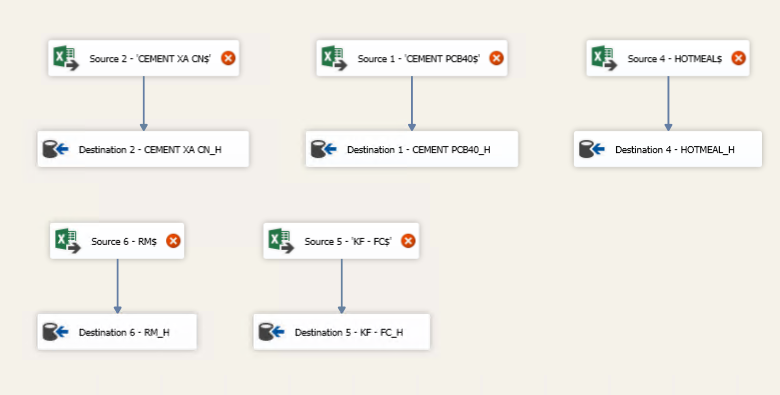 Source 2 - 'CEMENT XA CN$'
Source 1 - 'CEMENT PCB40$'
Source 4 - HOTMEAL$
Destination 2 - CEMENT XA CN_H
Destination 1 - CEMENT PCB40_H
Destination 4 - HOTMEAL_H
Source 6 - RM$
Source 5 - 'KF - FC$'
Destination 6 - RM_H
Destination 5 - KF - FC_H